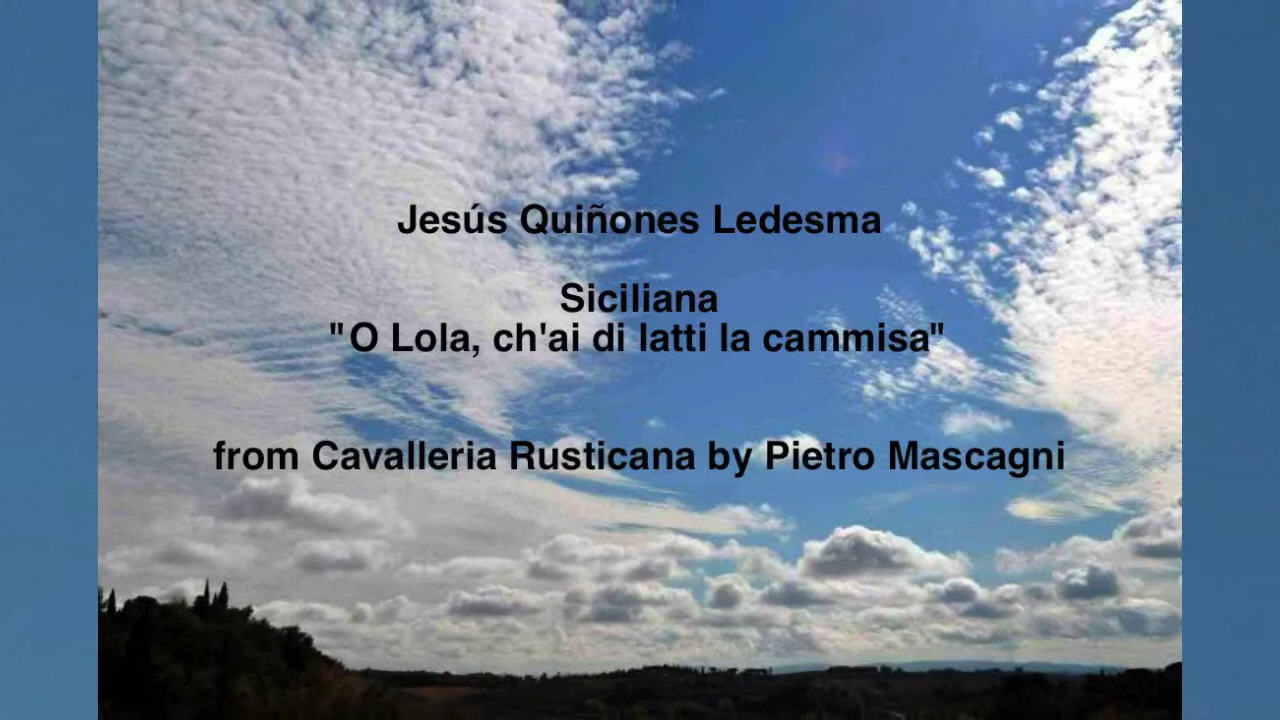 Jesús Quiñones Ledesma
Siciliana
"O Lola, ch'ai di latti la cammisa"
from Cavalleria Rusticana by Pietro Mascagni